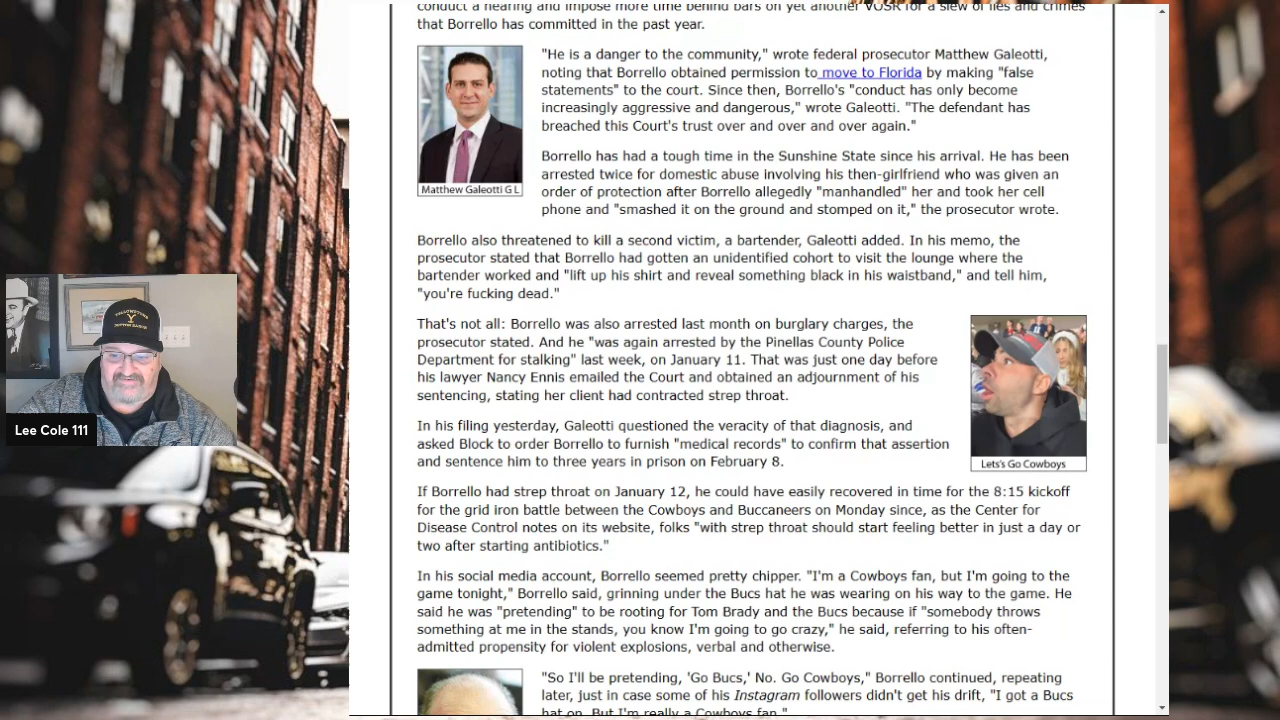 conduct a hearing and impose more time behind bars on yet another VOSR for a slew of lies and crimes
that Borrello has committed in the past year.
"He is a danger to the community," wrote federal prosecutor Matthew Galeotti,
noting that Borrello obtained permission to move to Florida by making "false
statements" to the court. Since then, Borrello's "conduct has only become
increasingly aggressive and dangerous," wrote Galeotti. "The defendant has
breached this Court's trust over and over and over again."
Matthew Galeotti G L
Borrello has had a tough time in the Sunshine State since his arrival. He has been
arrested twice for domestic abuse involving his then-girlfriend who was given an
order of protection after Borrello allegedly "manhandled" her and took her cell
phone and "smashed it on the ground and stomped on it," the prosecutor wrote.
Borrello also threatened to kill a second victim, a bartender, Galeotti added. In his memo, the
prosecutor stated that Borrello had gotten an unidentified cohort to visit the lounge where the
bartender worked and "lift up his shirt and reveal something black in his waistband," and tell him,
"you're fucking dead."
That's not all: Borrello was also arrested last month on burglary charges, the
prosecutor stated. And he "was again arrested by the Pinellas County Police
Department for stalking" last week, on January 11. That was just one day before
his lawyer Nancy Ennis emailed the Court and obtained an adjournment of his
sentencing, stating her client had contracted strep throat.
In his filing yesterday, Galeotti questioned the veracity of that diagnosis, and
asked Block to order Borrello to furnish "medical records" to confirm that assertion
and sentence him to three years in prison on February 8.
Lets's Go Cowboys
If Borrello had strep throat on January 12, he could have easily recovered in time for the 8:15 kickoff
for the grid iron battle between the Cowboys and Buccaneers on Monday since, as the Center for
Disease Control notes on its website, folks "with strep throat should start feeling better in just a day or
two after starting antibiotics."
In his social media account, Borrello seemed pretty chipper. "I'm a Cowboys fan, but I'm going to the
game tonight," Borrello said, grinning under the Bucs hat he was wearing on his way to the game. He
said he was "pretending" to be rooting for Tom Brady and the Bucs because if "somebody throws
something at me in the stands, you know I'm going to go crazy," he said, referring to his often-
admitted propensity for violent explosions, verbal and otherwise.
"So I'll be pretending, 'Go Bucs,' No. Go Cowboys," Borrello continued, repeating
later, just in case some of his Instagram followers didn't get his drift, "I got a Bucs
hat on. But I'm really a Cowboys fan."
YELLOWSTONE
Y
DUTTON RANCH
Lee Cole 111